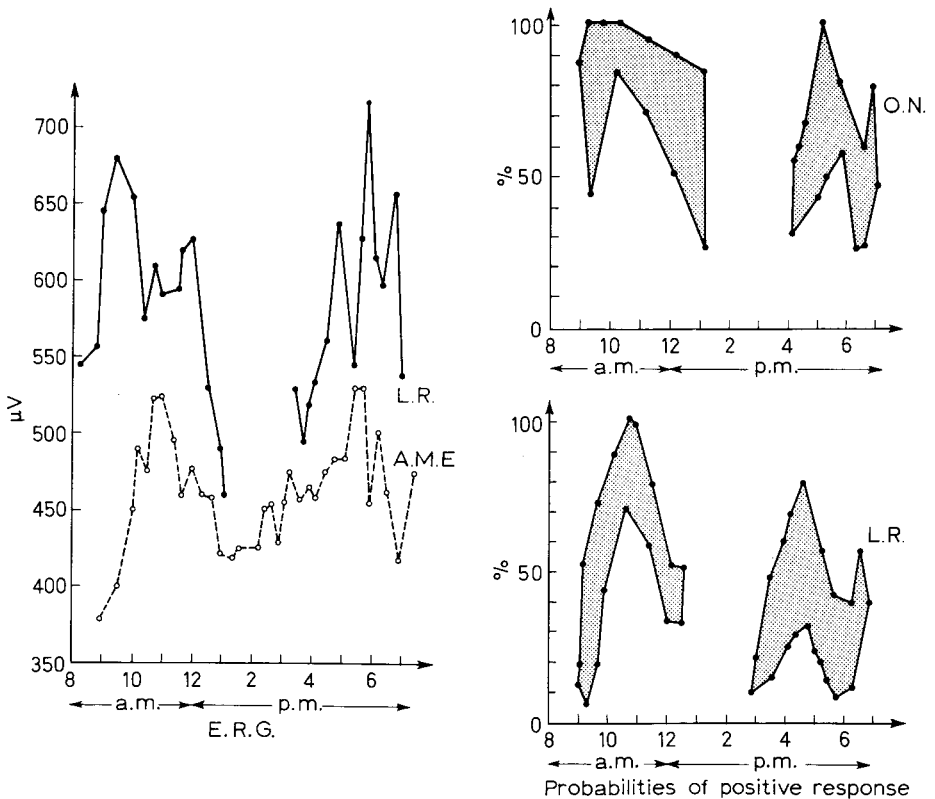 700
650
600
550
500
450
400
350
µV
L.R.
A.M.E
8 10 12 2 4 6
a.m. p.m.
E.R.G.
100
50
0
%
O.N.
8 10 12 2 4 6
a.m. p.m.
100
50
0
%
L.R.
8 10 12 2 4 6
a.m. p.m.
Probabilities of positive response